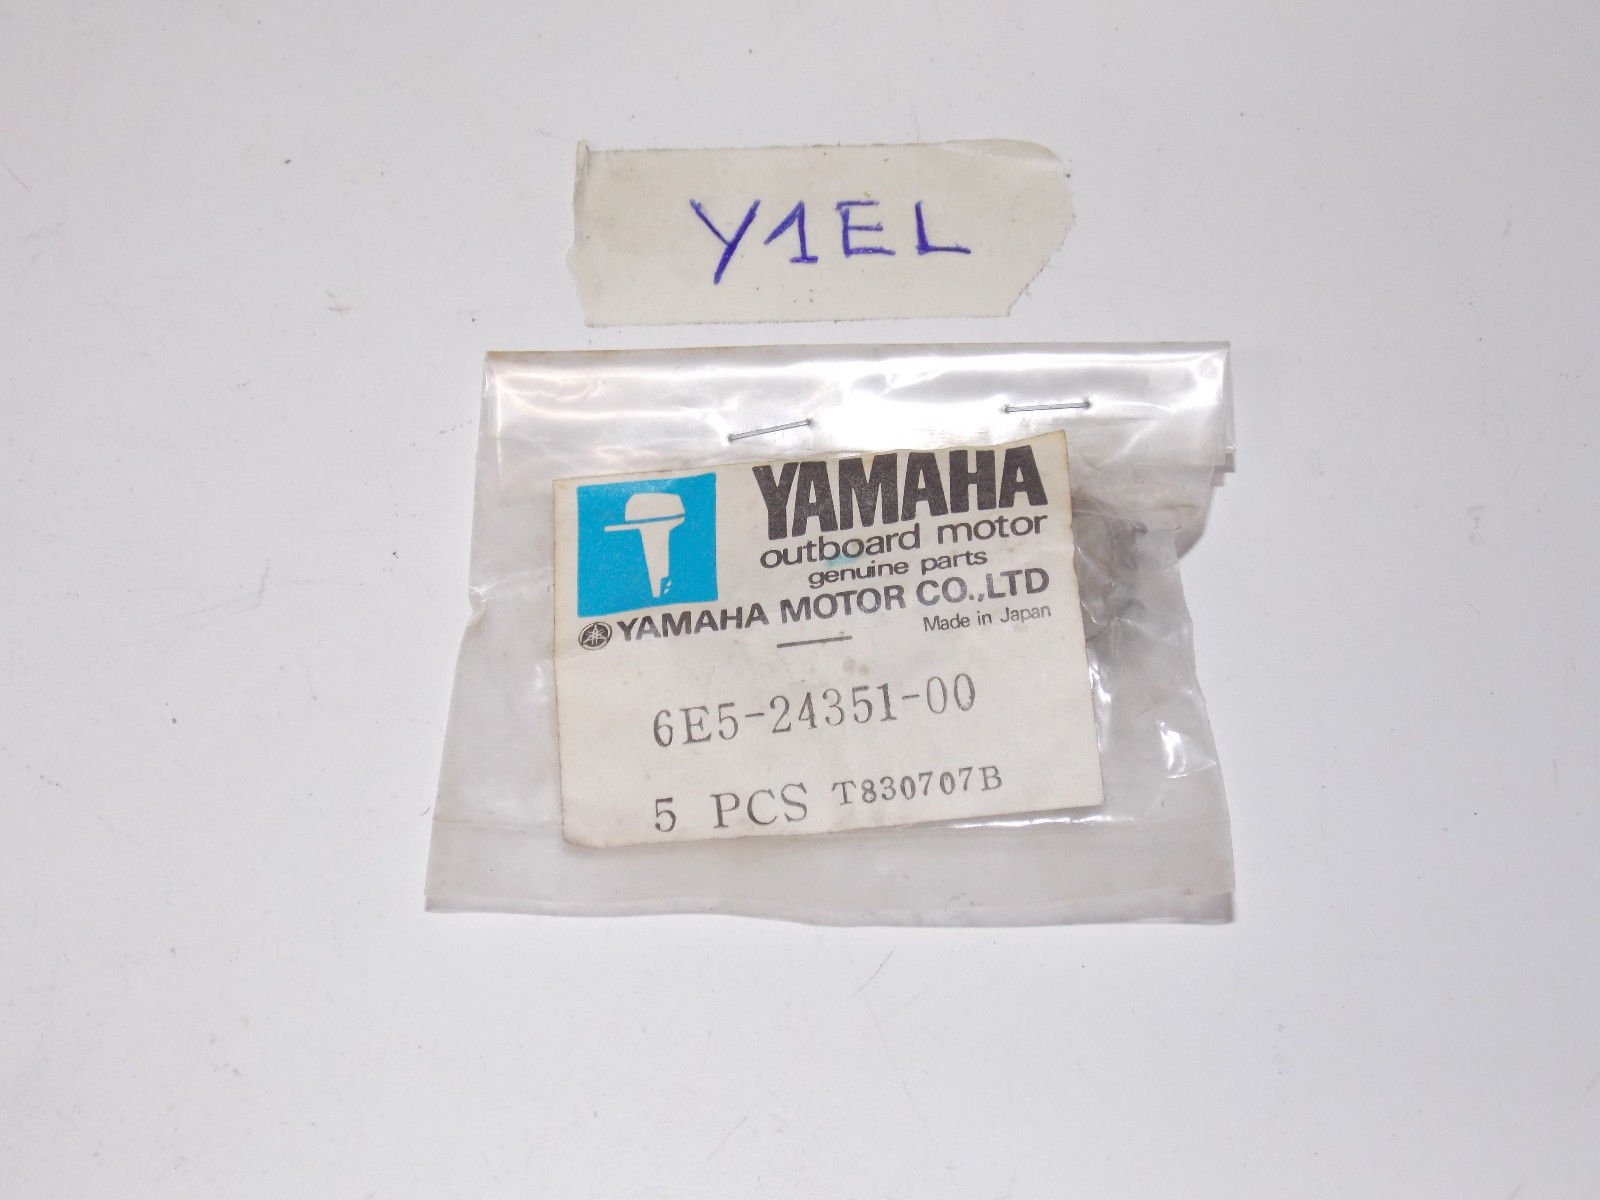 Y1EL
YAMAHA
outboard motor
genuine parts
YAMAHA MOTOR CO.,LTD
Made in Japan
6E5-24351-00
5 PCS T830707B